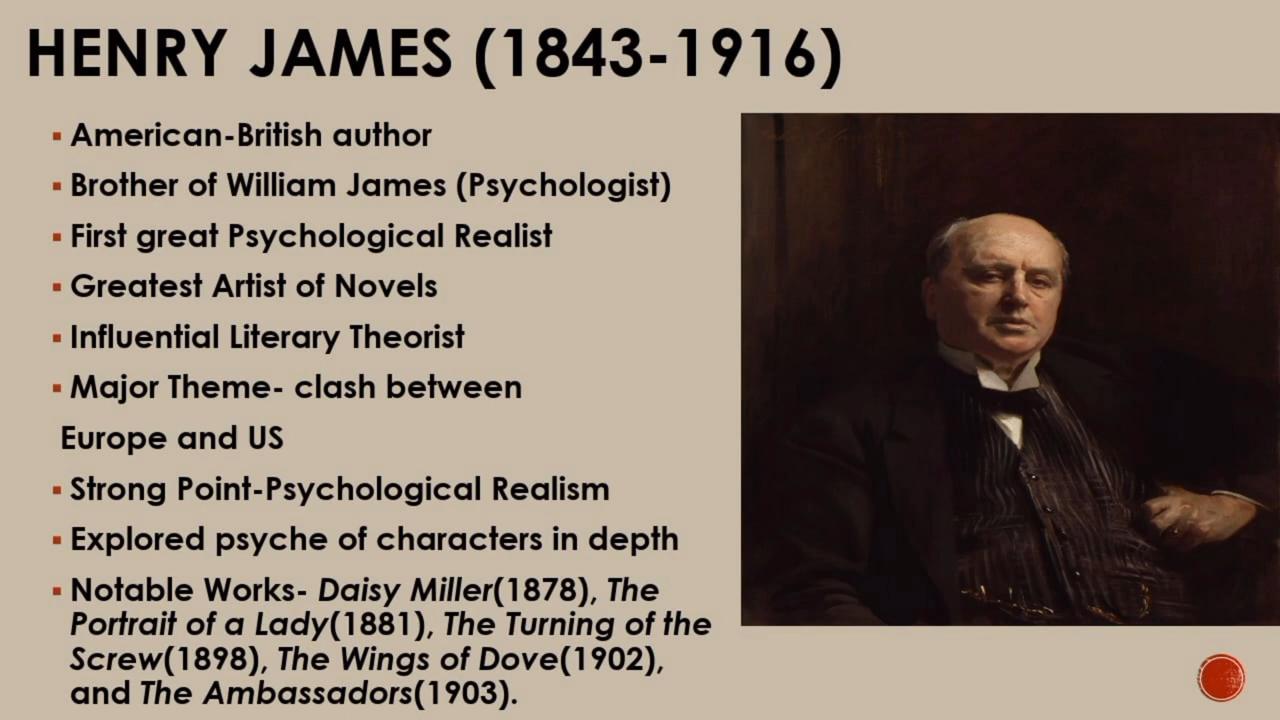 HENRY JAMES (1843-1916)
▪ American-British author
▪ Brother of William James (Psychologist)
▪ First great Psychological Realist
▪ Greatest Artist of Novels
▪ Influential Literary Theorist
▪ Major Theme- clash between
Europe and US
▪ Strong Point-Psychological Realism
▪ Explored psyche of characters in depth
▪ Notable Works- Daisy Miller(1878), The
Portrait of a Lady(1881), The Turning of the
Screw(1898), The Wings of Dove(1902),
and The Ambassadors(1903).